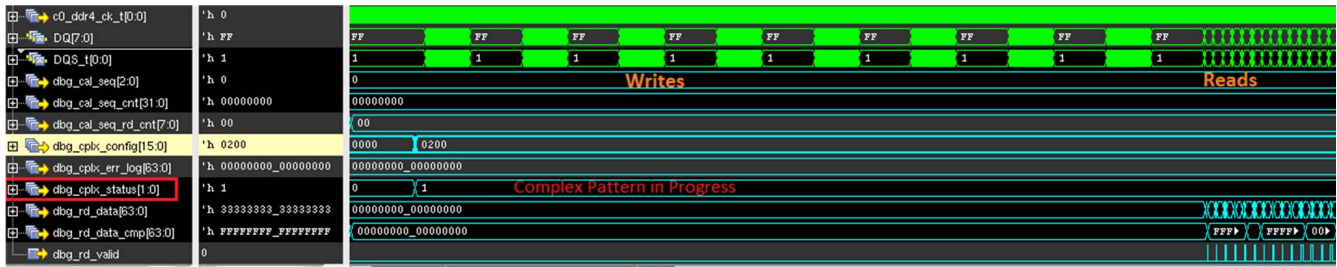 c0_ddr4_ck_t[0:0] 'h 0
DQ[7:0] 'h FF FF FF FF FF FF FF FF FF
DQS_t[0:0] 'h 1 1 1 1 1 1 1 1 1
dbg_cal_seq[2:0] 'h 0 0 Writes Reads
dbg_cal_seq_cnt[31:0] 'h 00000000 00000000
dbg_cal_seq_rd_cnt[7:0] 'h 00 00
dbg_cplx_config[15:0] 'h 0200 0000 0200
dbg_cplx_err_log[63:0] 'h 00000000_00000000 00000000_00000000
dbg_cplx_status[1:0] 'h 1 0 1 Complex Pattern in Progress
dbg_rd_data[63:0] 'h 33333333_33333333 00000000_00000000
dbg_rd_data_cmp[63:0] 'h FFFFFFFF_FFFFFFFF 00000000_00000000 FFF FFFF 00
dbg_rd_valid 0